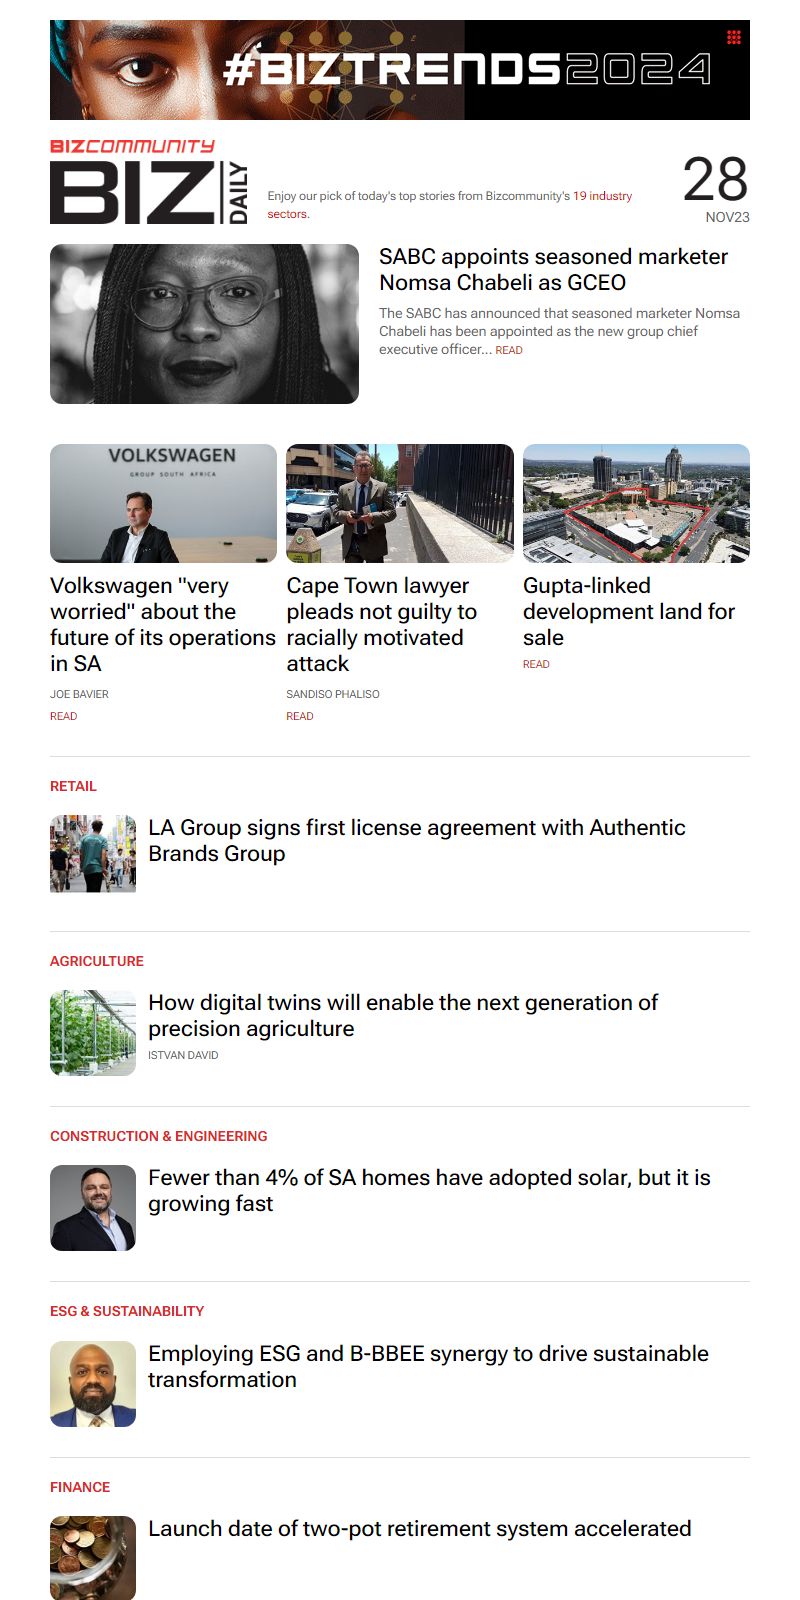 #BIZTRENDS2024
BIZCOMMUNITY
BIZ DAILY
Enjoy our pick of today's top stories from Bizcommunity's 19 industry
sectors.
28
NOV23
SABC appoints seasoned marketer
Nomsa Chabeli as GCEO
The SABC has announced that seasoned marketer Nomsa
Chabeli has been appointed as the new group chief
executive officer... READ
VOLKSWAGEN
GROUP SOUTH AFRICA
Volkswagen "very
worried" about the
future of its operations
in SA
JOE BAVIER
READ
Cape Town lawyer
pleads not guilty to
racially motivated
attack
SANDISO PHALISO
READ
Gupta-linked
development land for
sale
READ
RETAIL
LA Group signs first license agreement with Authentic
Brands Group
AGRICULTURE
How digital twins will enable the next generation of
precision agriculture
ISTVAN DAVID
CONSTRUCTION & ENGINEERING
Fewer than 4% of SA homes have adopted solar, but it is
growing fast
ESG & SUSTAINABILITY
Employing ESG and B-BBEE synergy to drive sustainable
transformation
FINANCE
Launch date of two-pot retirement system accelerated